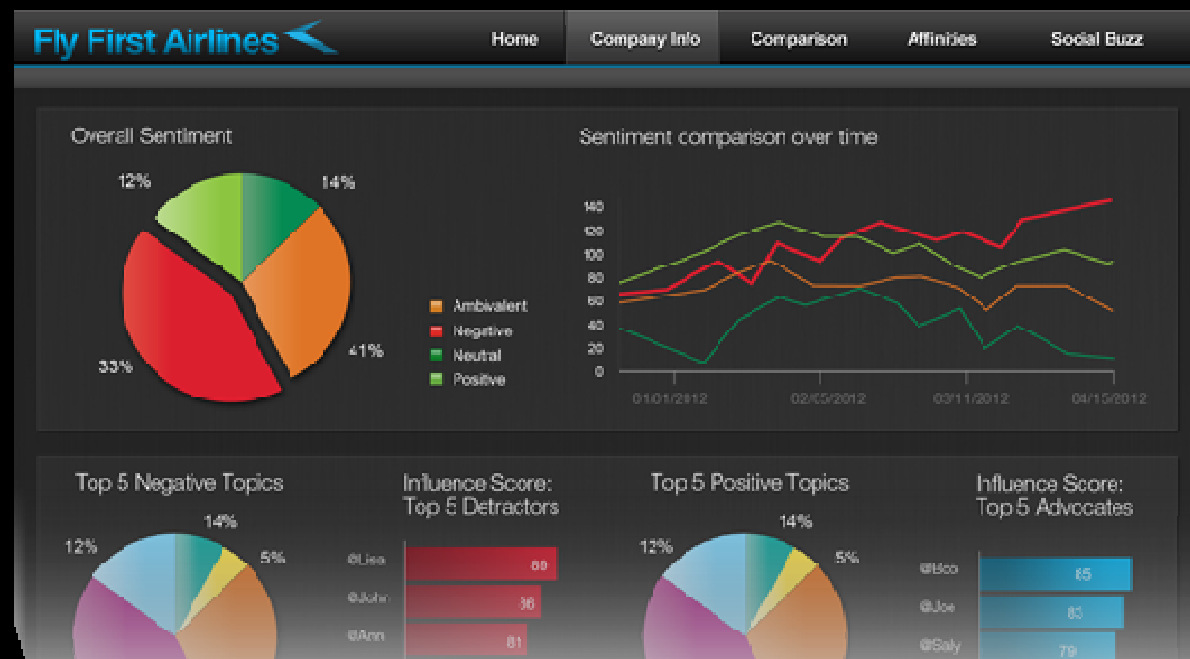 Fly First Airlines
Home Company Info Comparison Affinities Social Buzz
Overall Sentiment
12%
14%
41%
33%
Ambivalent
Negative
Neutral
Positive
Sentiment comparison over time
140
120
100
80
60
40
20
0
01/01/2012 02/05/2012 03/11/2012 04/15/2012
Top 5 Negative Topics
14%
12%
5%
Influence Score:
Top 5 Detractors
@Lisa
@John 86
@Ann 81
Top 5 Positive Topics
14%
12%
5%
Influence Score:
Top 5 Advocates
85
@Joe 83
@Saly 79